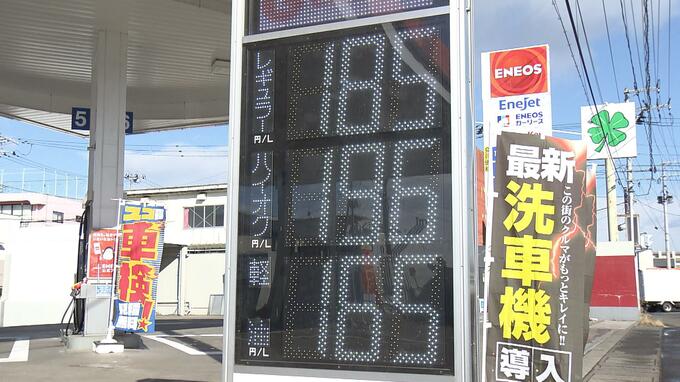 レギュラー
円/L
185
ハイオク
円/L
196
軽油
円/L
165
ENEOS
EneJet
ENEOS
カーリース
最新
洗車機
導入
この街のクルマがもっとキレイに!!
車検!
5